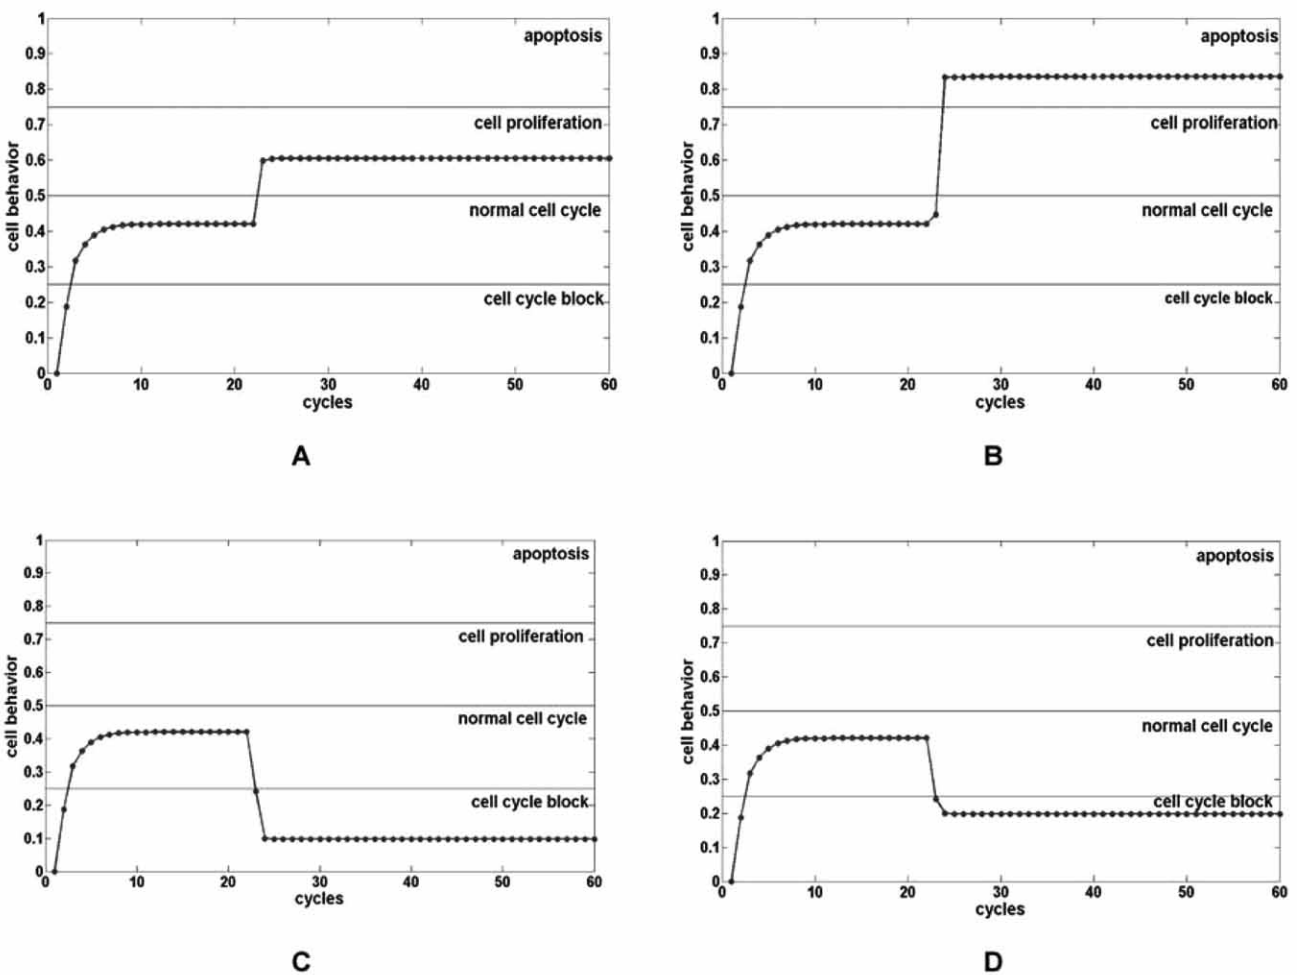 1
0.9
0.8
0.7
0.6
0.5
0.4
0.3
0.2
0.1
0
apoptosis
cell proliferation
normal cell cycle
cell cycle block
cell behavior
0 10 20 30 40 50 60
cycles
A
1
0.9
0.8
0.7
0.6
0.5
0.4
0.3
0.2
0.1
0
apoptosis
cell proliferation
normal cell cycle
cell cycle block
cell behavior
0 10 20 30 40 50 60
cycles
B
1
0.9
0.8
0.7
0.6
0.5
0.4
0.3
0.2
0.1
0
apoptosis
cell proliferation
normal cell cycle
cell cycle block
cell behavior
0 10 20 30 40 50 60
cycles
C
1
0.9
0.8
0.7
0.6
0.5
0.4
0.3
0.2
0.1
0
apoptosis
cell proliferation
normal cell cycle
cell cycle block
cell behavior
0 10 20 30 40 50 60
cycles
D